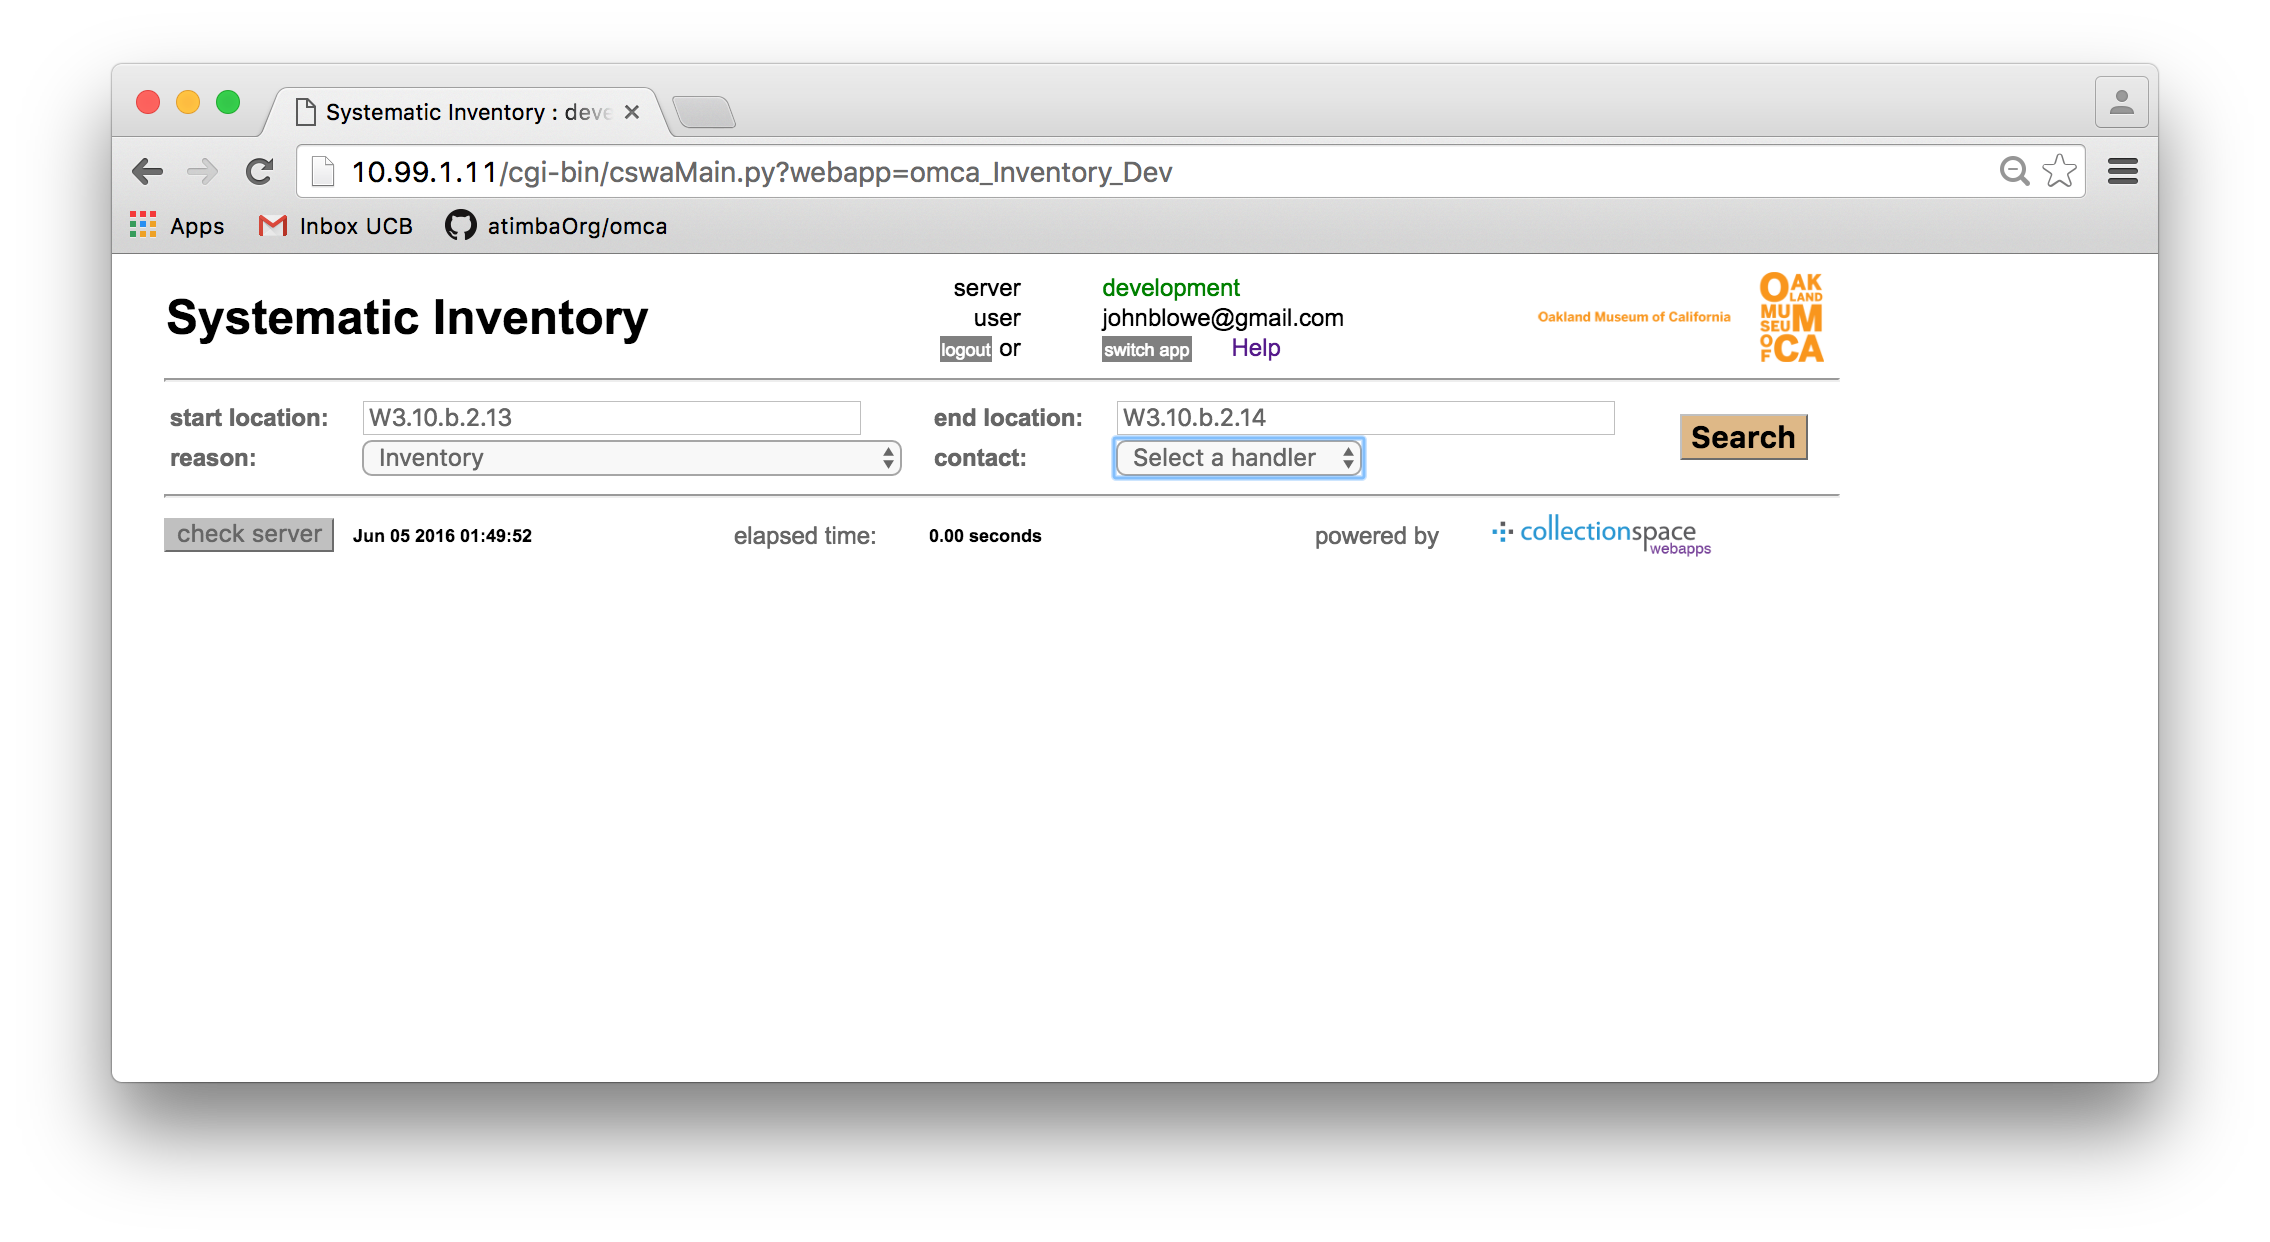 Systematic Inventory : deve
10.99.1.11/cgi-bin/cswaMain.py?webapp=omca_Inventory_Dev
Apps Inbox UCB atimbaOrg/omca
Systematic Inventory
server development
user johnblowe@gmail.com
logout or switch app Help
Oakland Museum of California
OAK
LAND
MU
SEUM
OF CA
start location: W3.10.b.2.13 end location: W3.10.b.2.14
Search
reason: Inventory contact: Select a handler
check server Jun 05 2016 01:49:52 elapsed time: 0.00 seconds powered by collectionspace
webapps